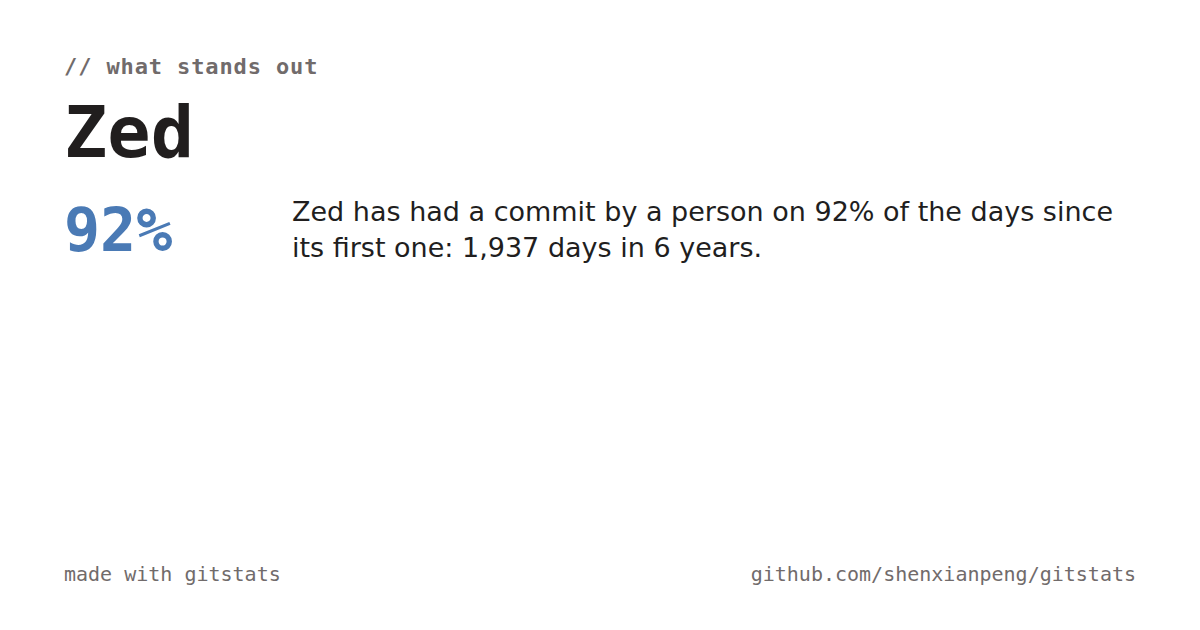 // what stands out
Zed
92%
Zed has had a commit by a person on 92% of the days since
its first one: 1,937 days in 6 years.
made with gitstats
github.com/shenxianpeng/gitstats